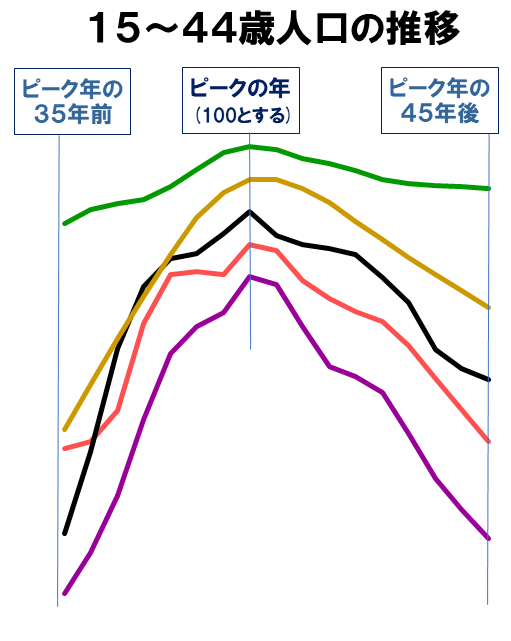 15～44歳人口の推移
ピーク年の
35年前
ピークの年
（100とする）
ピーク年の
45年後